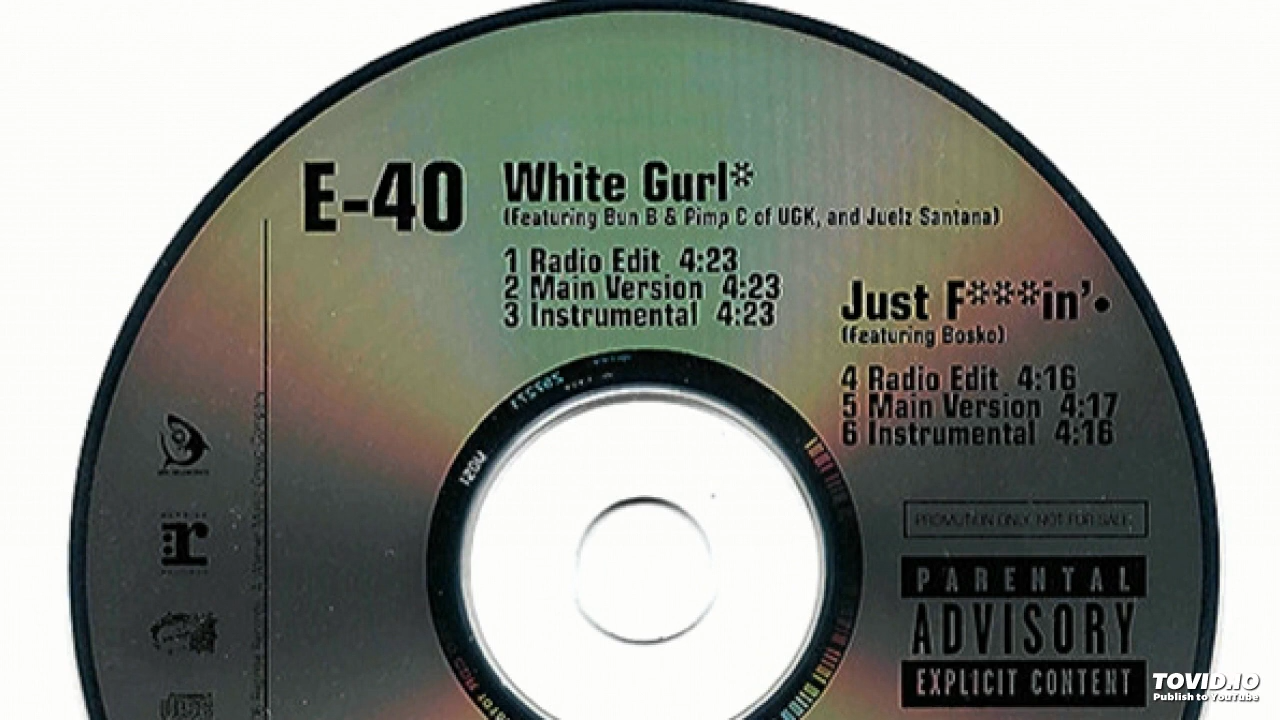 E-40
White Gurl*
(Featuring Bun B & Pimp C of UGK, and Juelz Santana)
1 Radio Edit 4:23
2 Main Version 4:23
3 Instrumental 4:23
Just F***in'•
(Featuring Bosko)
4 Radio Edit 4:16
5 Main Version 4:17
6 Instrumental 4:16
PROMOTION ONLY, NOT FOR SALE
PARENTAL
ADVISORY
EXPLICIT CONTENT
TOVID.IO
Publish to YouTube